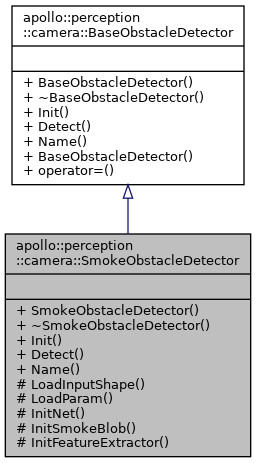 apollo::perception
::camera::BaseObstacleDetector
+ BaseObstacleDetector()
+ ~BaseObstacleDetector()
+ Init()
+ Detect()
+ Name()
+ BaseObstacleDetector()
+ operator=()
apollo::perception
::camera::SmokeObstacleDetector
+ SmokeObstacleDetector()
+ ~SmokeObstacleDetector()
+ Init()
+ Detect()
+ Name()
# LoadInputShape()
# LoadParam()
# InitNet()
# InitSmokeBlob()
# InitFeatureExtractor()